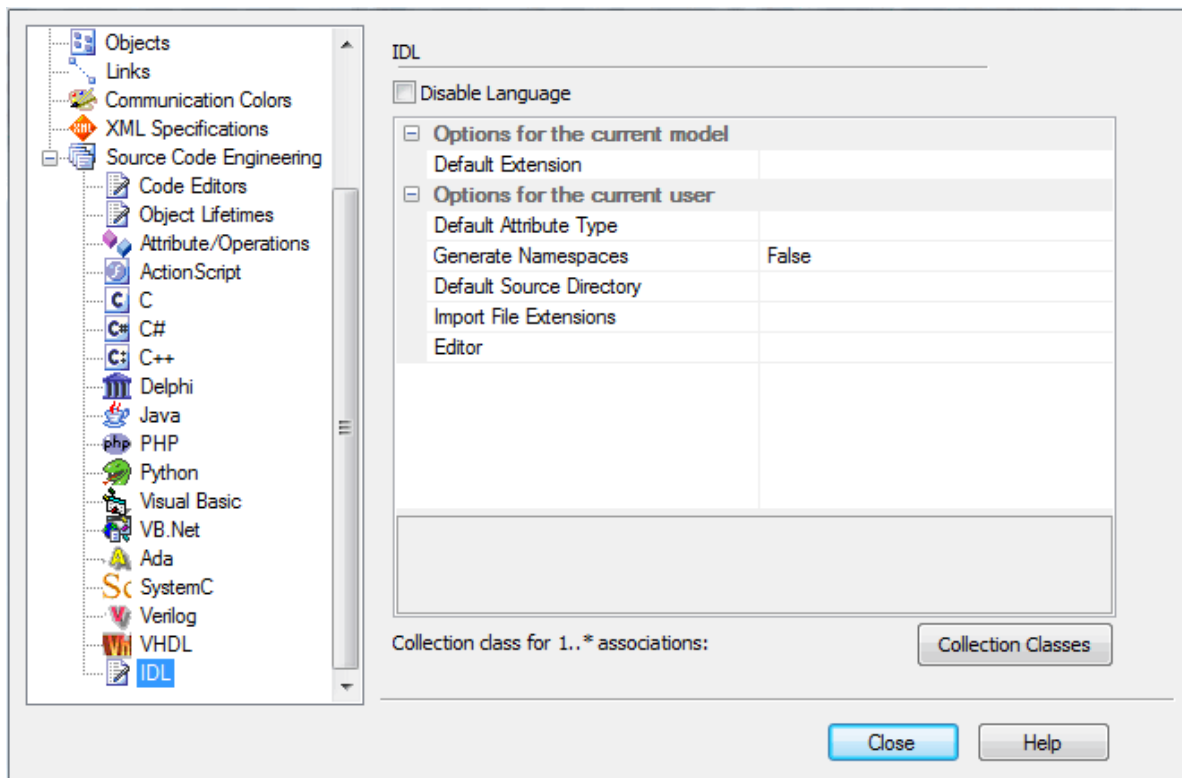 Objects
Links
Communication Colors
XML Specifications
Source Code Engineering
Code Editors
Object Lifetimes
Attribute/Operations
ActionScript
C
C#
C++
Delphi
Java
PHP
Python
Visual Basic
VB.Net
Ada
SystemC
Verilog
VHDL
IDL
IDL
Disable Language
Options for the current model
Default Extension
Options for the current user
Default Attribute Type
Generate Namespaces False
Default Source Directory
Import File Extensions
Editor
Collection class for 1..* associations:
Collection Classes
Close Help